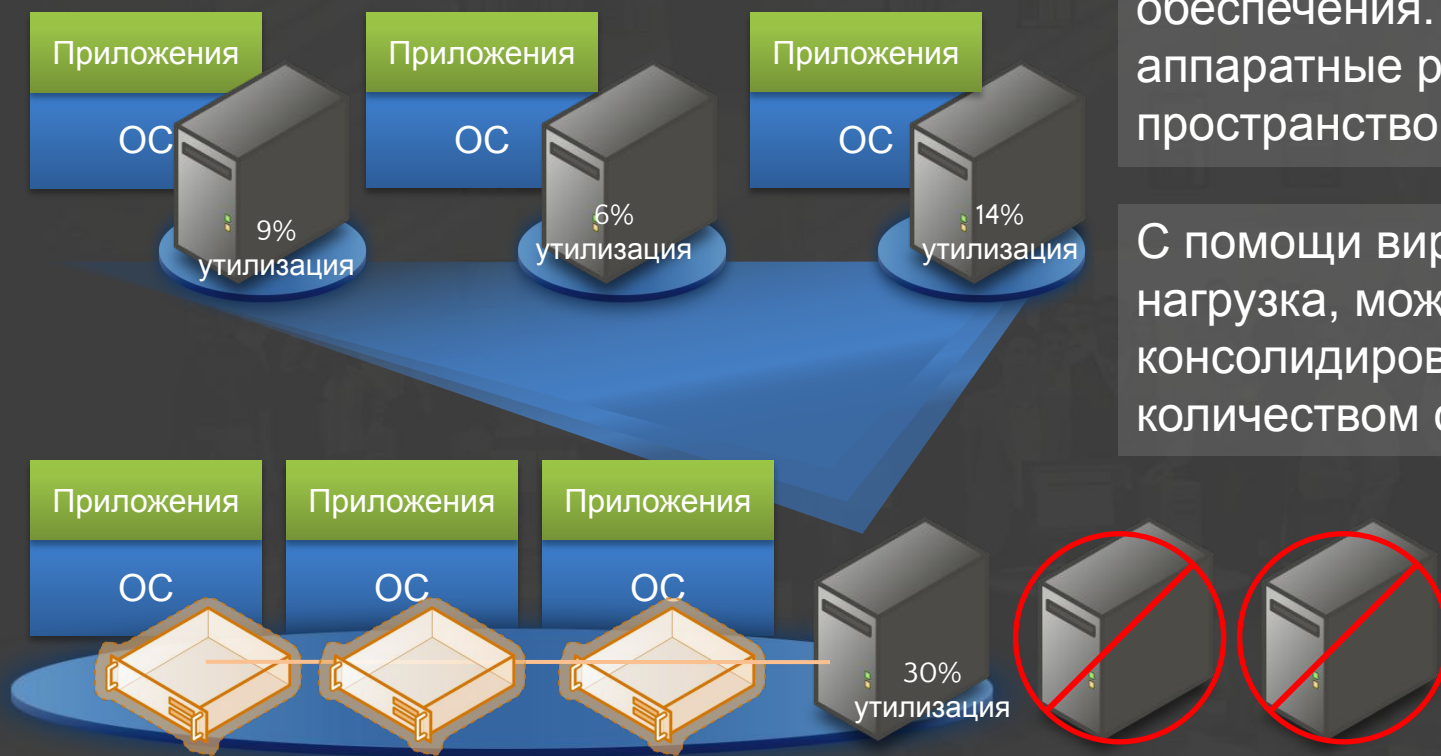 Приложения
ОС
9%
утилизация
Приложения
ОС
6%
утилизация
Приложения
ОС
14%
утилизация
обеспечения.
аппаратные р
пространство
С помощи вир
нагрузка, мож
консолидиров
количеством с
Приложения
ОС
Приложения
ОС
Приложения
ОС
30%
утилизация